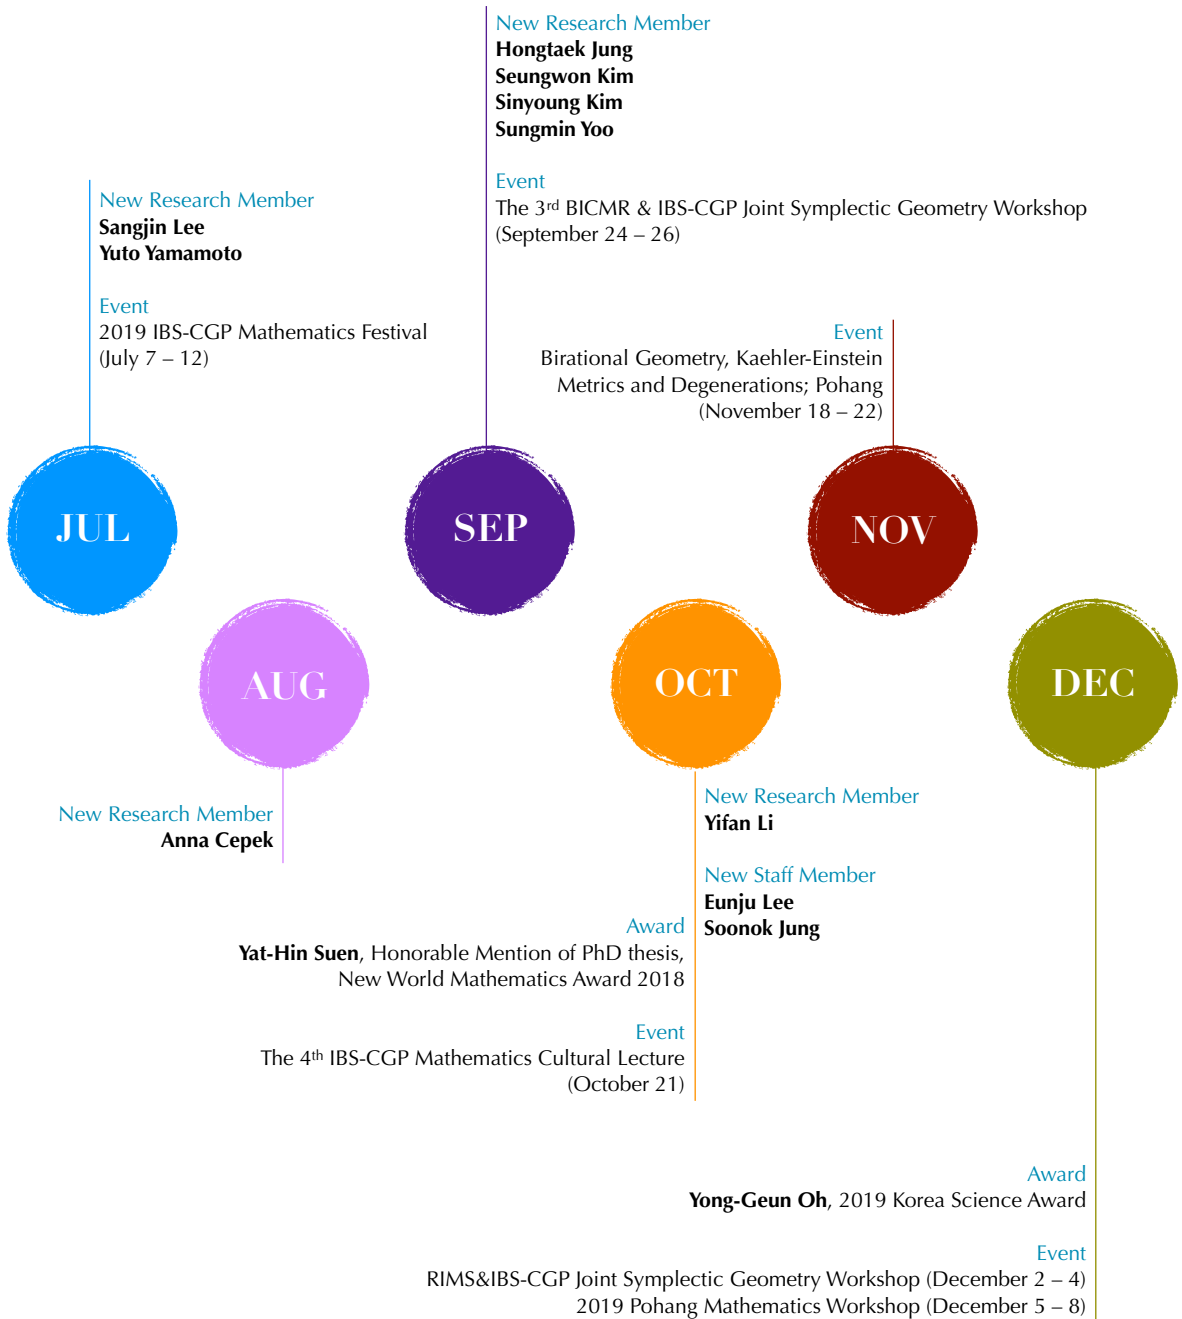 New Research Member
Hongtaek Jung
Seungwon Kim
Sinyoung Kim
Sungmin Yoo
Event
The 3rd BICMR & IBS-CGP Joint Symplectic Geometry Workshop
(September 24 – 26)
New Research Member
Sangjin Lee
Yuto Yamamoto
Event
2019 IBS-CGP Mathematics Festival
(July 7 – 12)
Event
Birational Geometry, Kaehler-Einstein
Metrics and Degenerations; Pohang
(November 18 – 22)
JUL
SEP
NOV
AUG
OCT
DEC
New Research Member
Anna Cepek
New Research Member
Yifan Li
New Staff Member
Eunju Lee
Soonok Jung
Award
Yat-Hin Suen, Honorable Mention of PhD thesis,
New World Mathematics Award 2018
Event
The 4th IBS-CGP Mathematics Cultural Lecture
(October 21)
Award
Yong-Geun Oh, 2019 Korea Science Award
Event
RIMS&IBS-CGP Joint Symplectic Geometry Workshop (December 2 – 4)
2019 Pohang Mathematics Workshop (December 5 – 8)